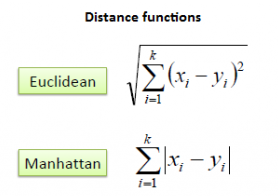 Distance functions
Euclidean √(∑_{i=1}^{k} (x_i − y_i)^2)
Manhattan ∑_{i=1}^{k} |x_i − y_i|